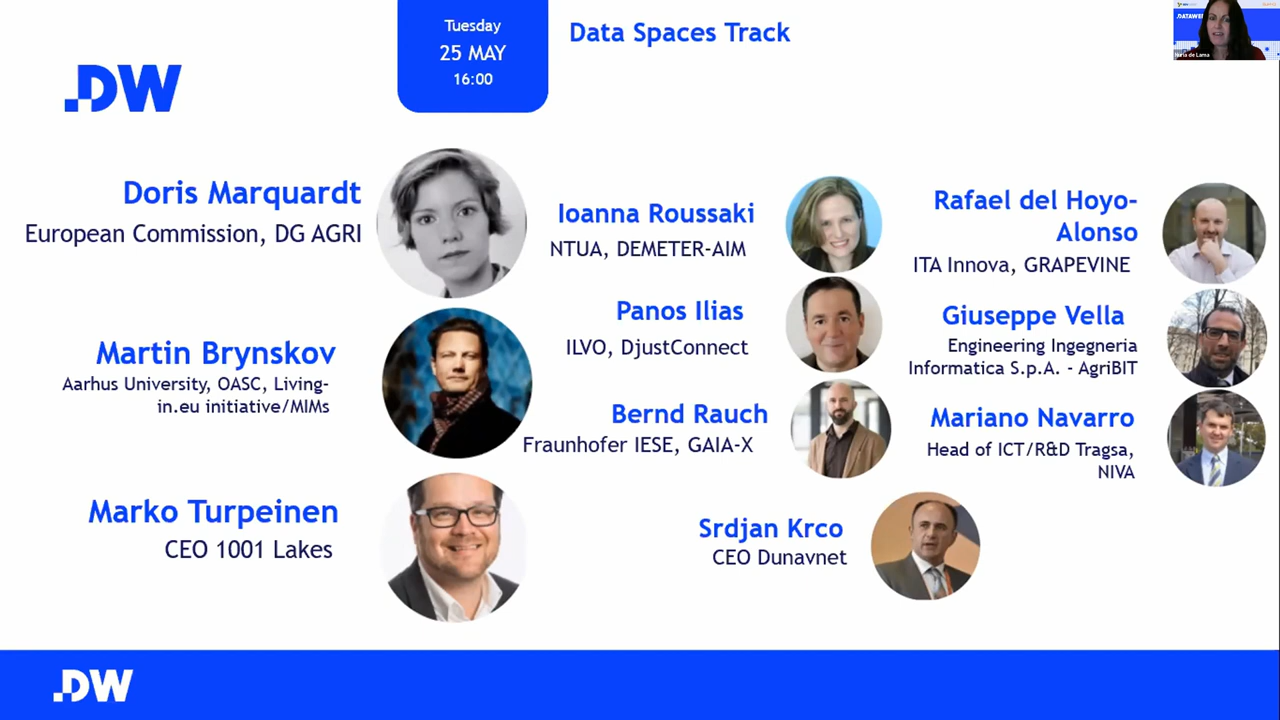 Tuesday
25 MAY
16:00
Data Spaces Track
.DW
Doris Marquardt
European Commission, DG AGRI
Martin Brynskov
Aarhus University, OASC, Living-
in.eu initiative/MIMs
Marko Turpeinen
CEO 1001 Lakes
Ioanna Roussaki
NTUA, DEMETER-AIM
Panos Ilias
ILVO, DjustConnect
Bernd Rauch
Fraunhofer IESE, GAIA-X
Srdjan Krco
CEO Dunavnet
Rafael del Hoyo-
Alonso
ITA Innova, GRAPEVINE
Giuseppe Vella
Engineering Ingegneria
Informatica S.p.A. - AgriBIT
Mariano Navarro
Head of ICT/R&D Tragsa,
NIVA
Nuria de Lama
.DW